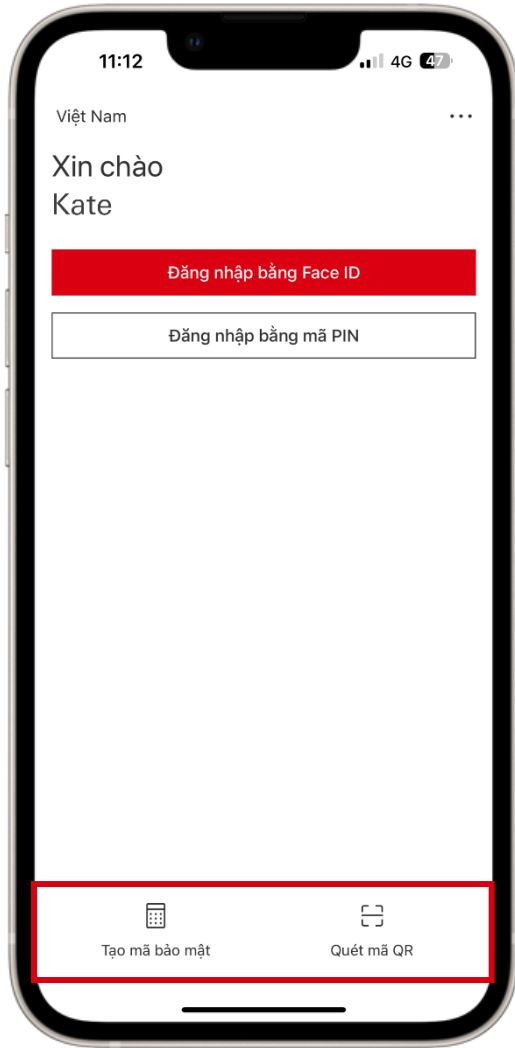 11:12
4G 47
Việt Nam
Xin chào
Kate
Đăng nhập bằng Face ID
Đăng nhập bằng mã PIN
Tạo mã bảo mật
Quét mã QR